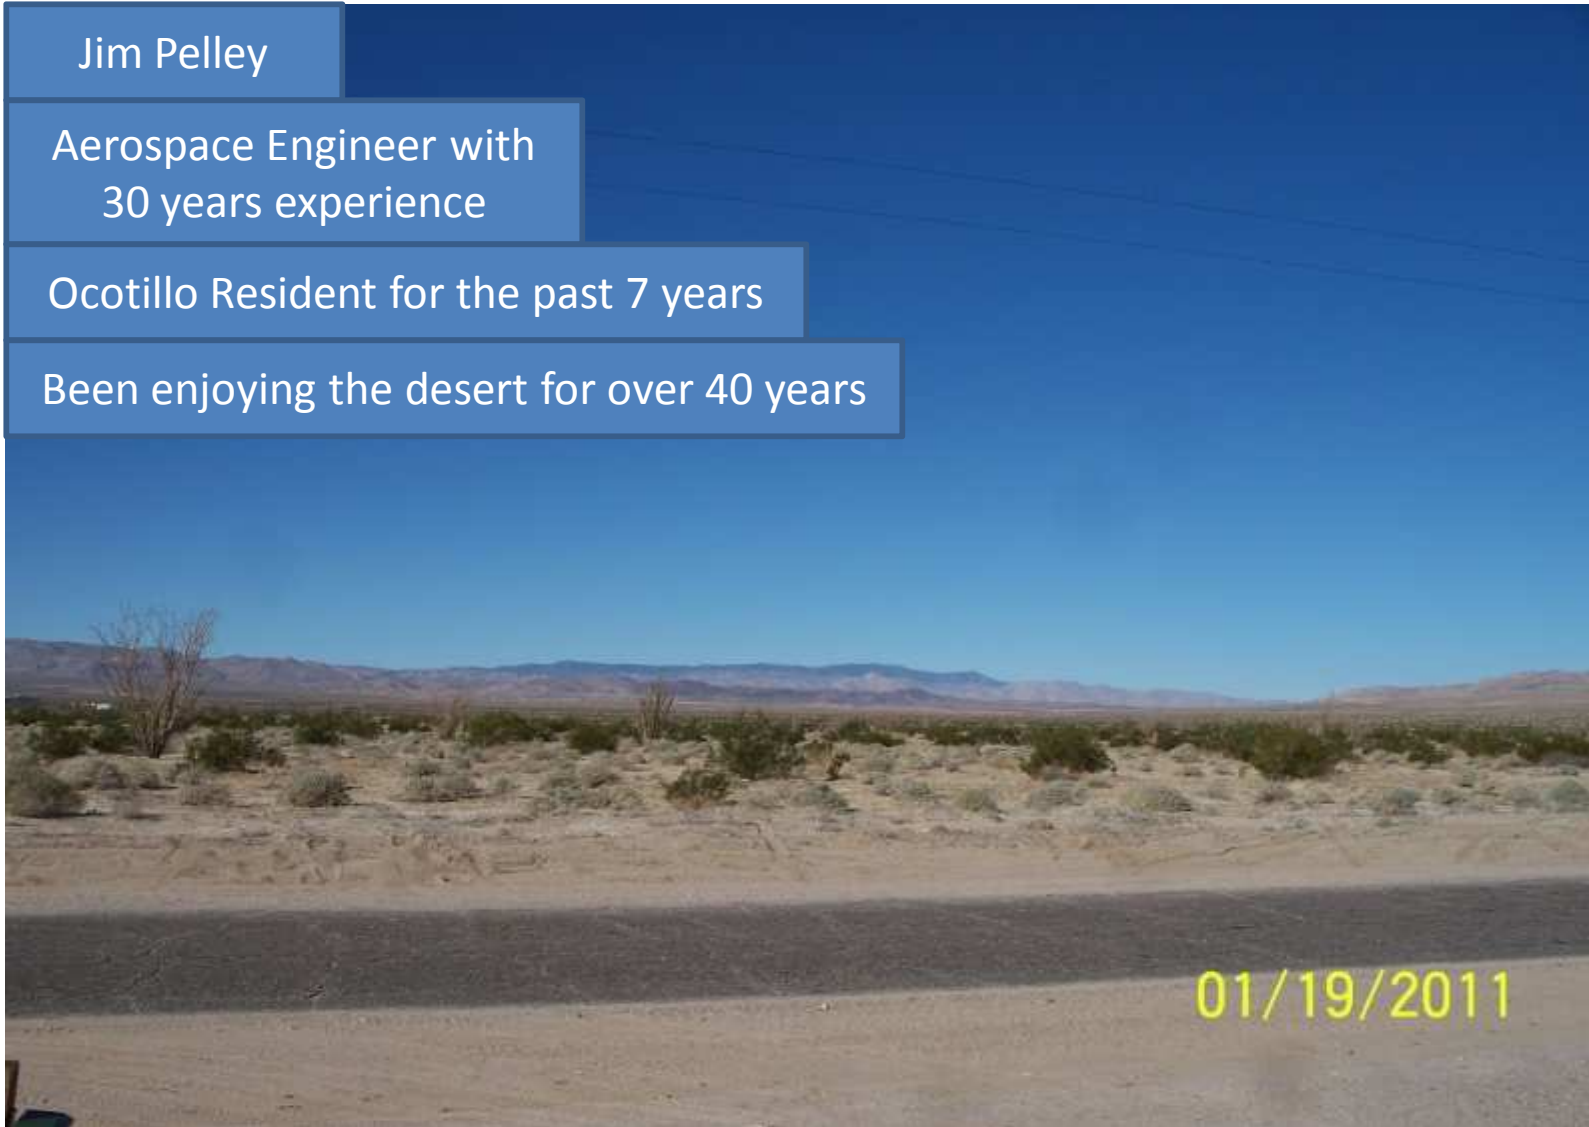 Jim Pelley
Aerospace Engineer with
30 years experience
Ocotillo Resident for the past 7 years
Been enjoying the desert for over 40 years
01/19/2011